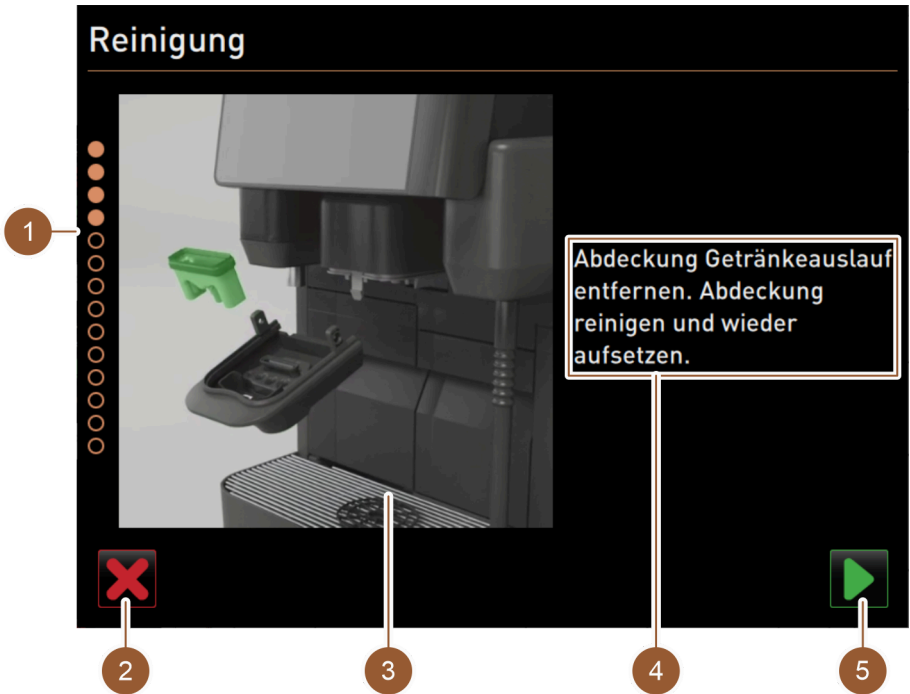 Reinigung
1
Abdeckung Getränkeauslauf
entfernen. Abdeckung
reinigen und wieder
aufsetzen.
2
3
4
5